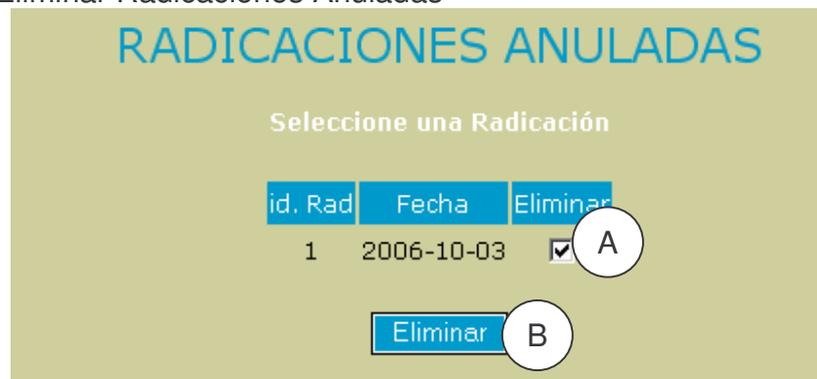 Eliminar Radicaciones Anuladas
RADICACIONES ANULADAS
Seleccione una Radicación
id. Rad Fecha Eliminar
1 2006-10-03 A
Eliminar B